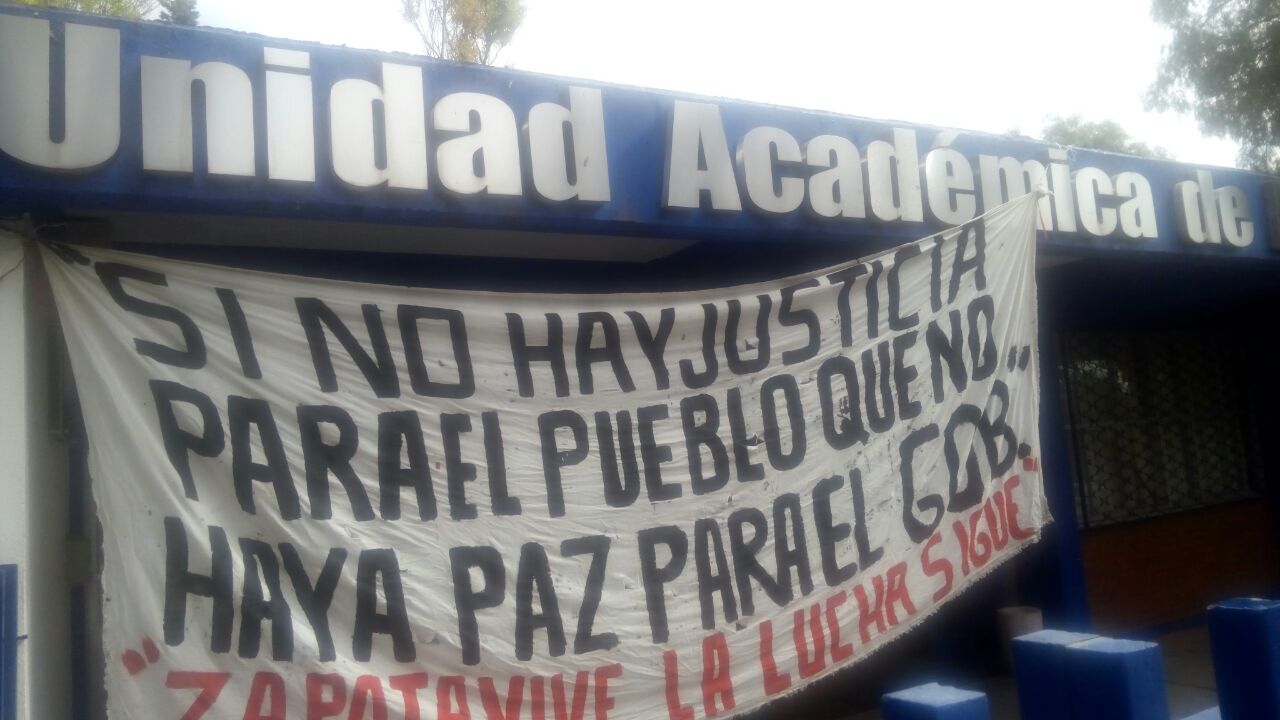 Unidad Académica de
"SI NO HAY JUSTICIA
PARA EL PUEBLO QUE NO
HAYA PAZ PARA EL GOB..."
"ZAPATA VIVE LA LUCHA SIGUE"